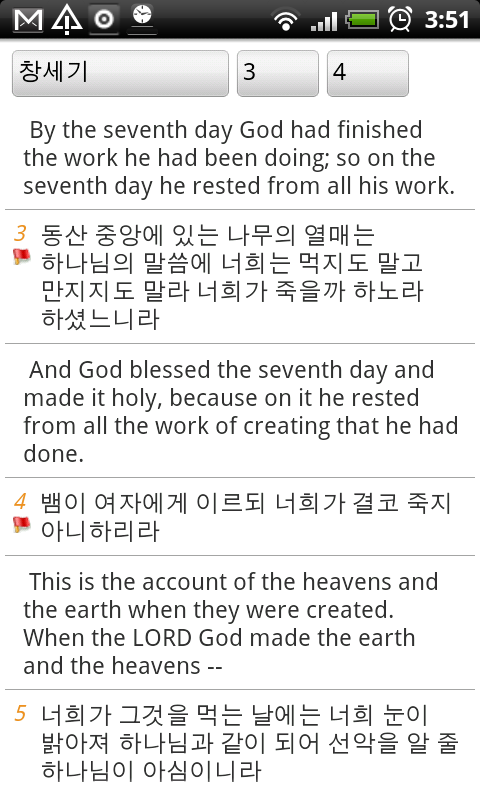 3:51
창세기 3 4
By the seventh day God had finished
the work he had been doing; so on the
seventh day he rested from all his work.
3 동산 중앙에 있는 나무의 열매는
하나님의 말씀에 너희는 먹지도 말고
만지지도 말라 너희가 죽을까 하노라
하셨느니라
And God blessed the seventh day and
made it holy, because on it he rested
from all the work of creating that he had
done.
4 뱀이 여자에게 이르되 너희가 결코 죽지
아니하리라
This is the account of the heavens and
the earth when they were created.
When the LORD God made the earth
and the heavens --
5 너희가 그것을 먹는 날에는 너희 눈이
밝아져 하나님과 같이 되어 선악을 알 줄
하나님이 아심이니라